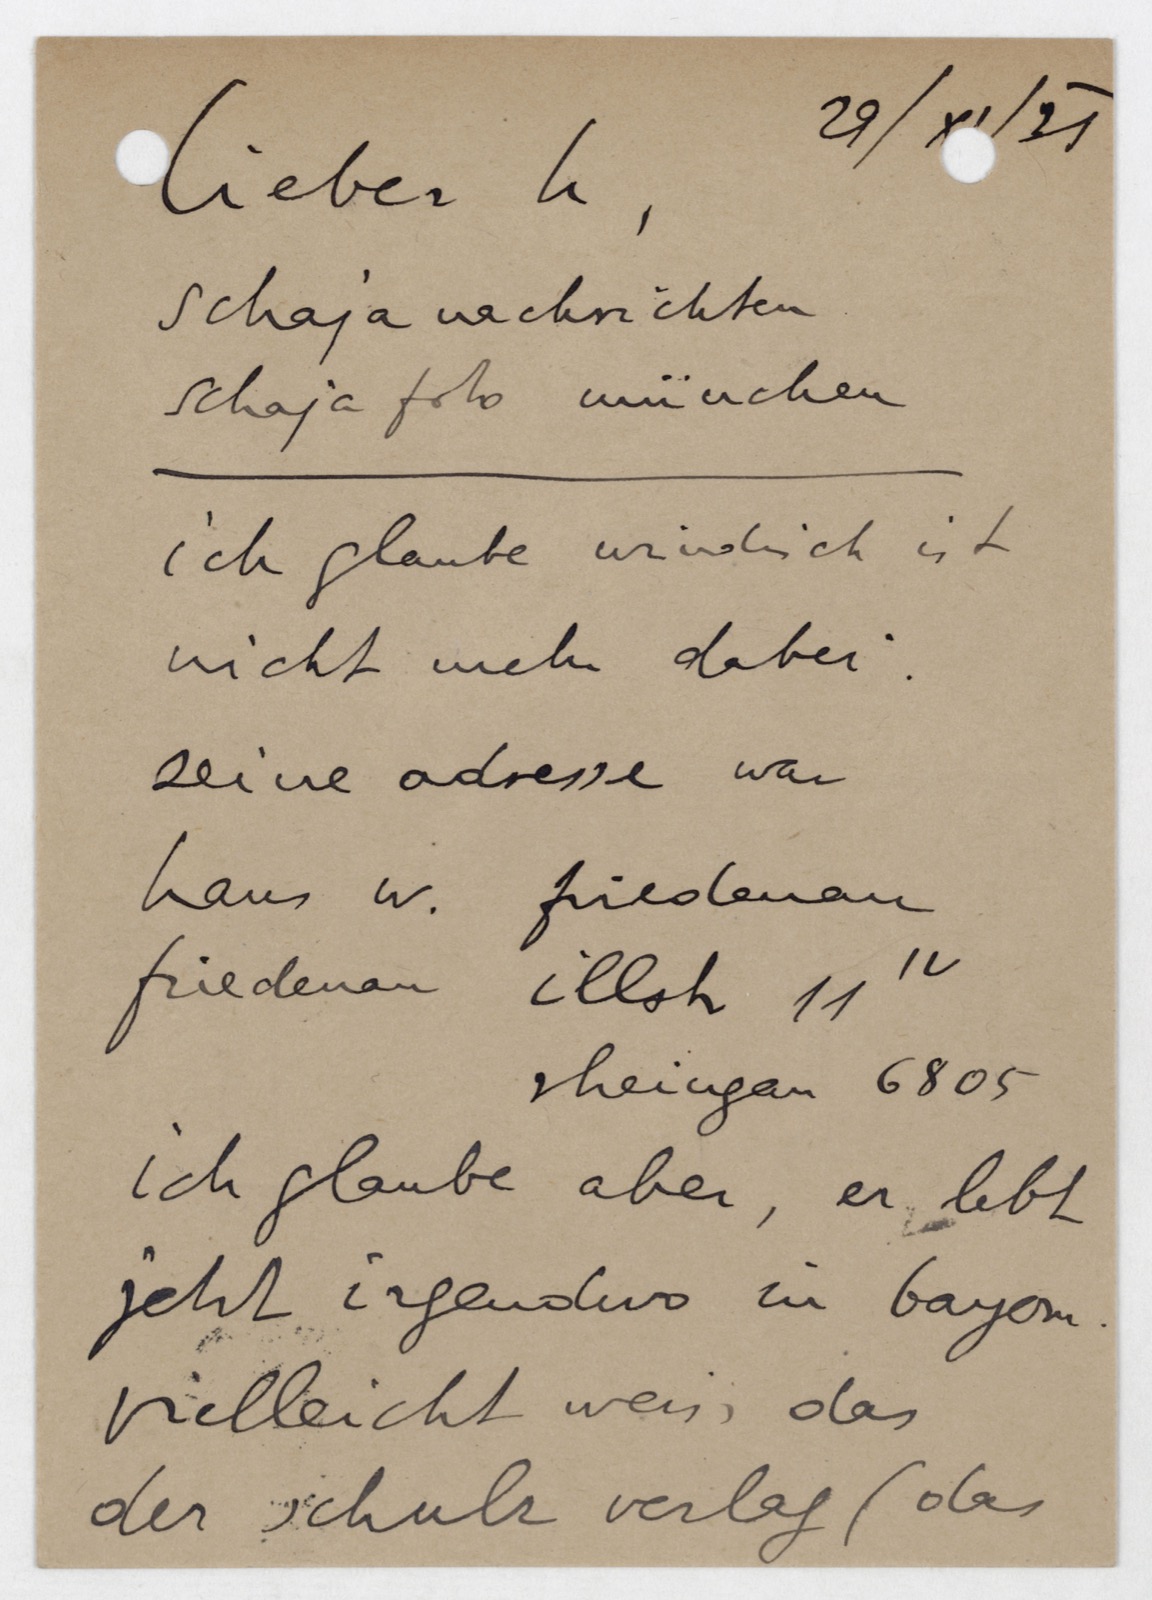 29/XI/31
lieber h,
schaja nachrichten
schaja foto münchen
ich glaube windisch ist
nicht mehr dabei.
seine adresse war
hans w. friedenau
friedenau illstr 11 IV
rheingau 6805
ich glaube aber, er lebt
jetzt irgendwo in bayern.
vielleicht weiss das
der schulz verlag (das